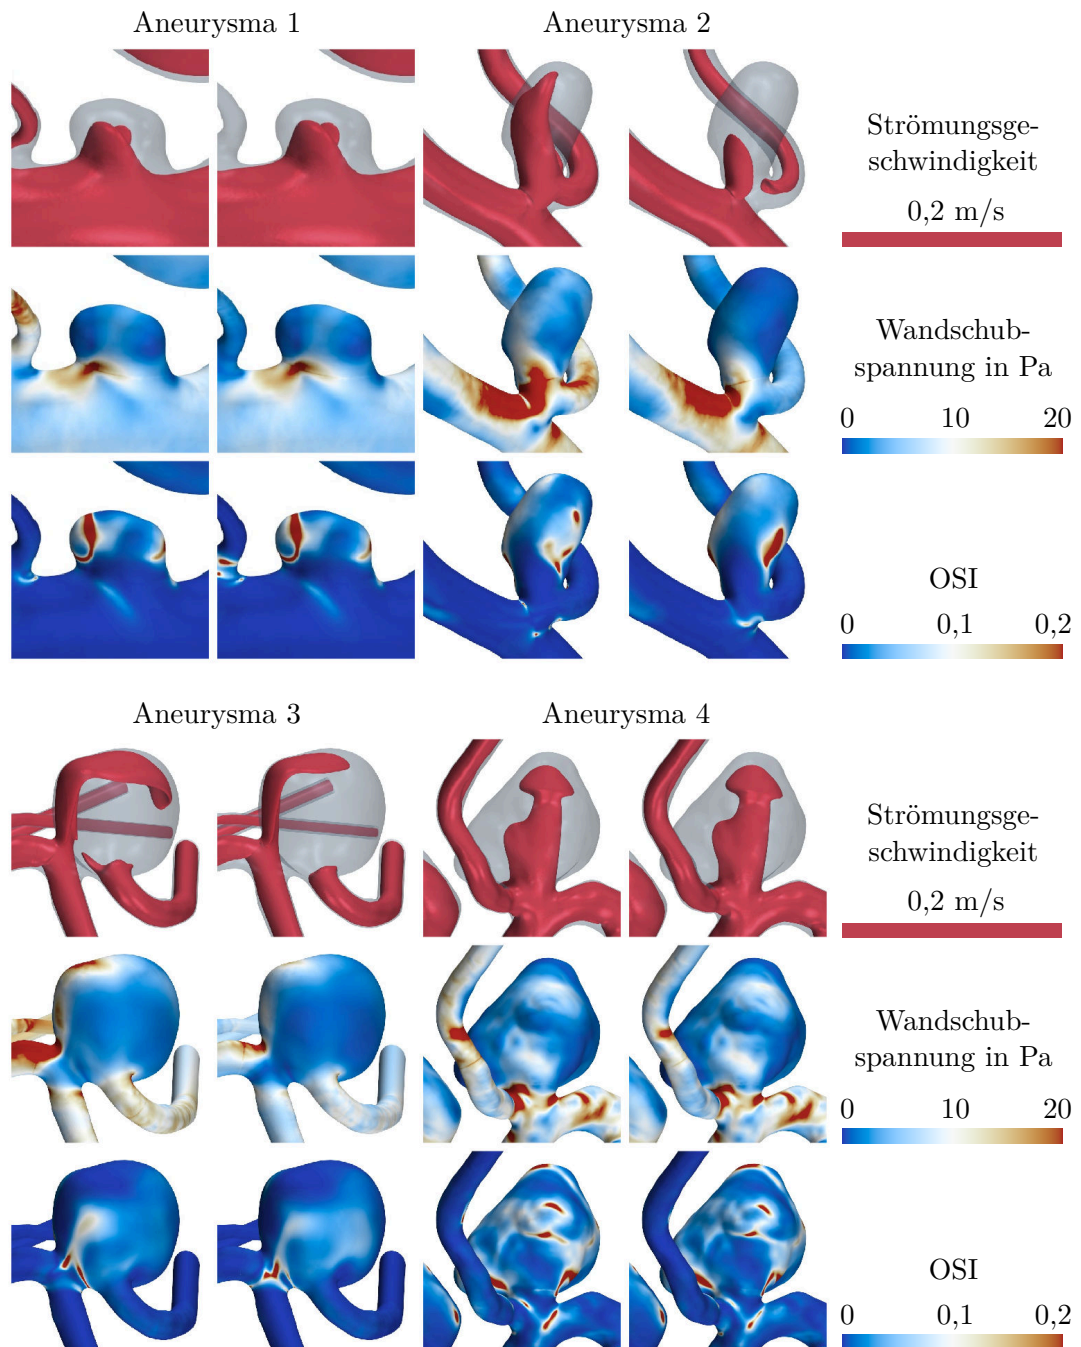 Aneurysma 1
Aneurysma 2
Strömungsge-
schwindigkeit
0,2 m/s
Wandschub-
spannung in Pa
0 10 20
OSI
0 0,1 0,2
Aneurysma 3
Aneurysma 4
Strömungsge-
schwindigkeit
0,2 m/s
Wandschub-
spannung in Pa
0 10 20
OSI
0 0,1 0,2